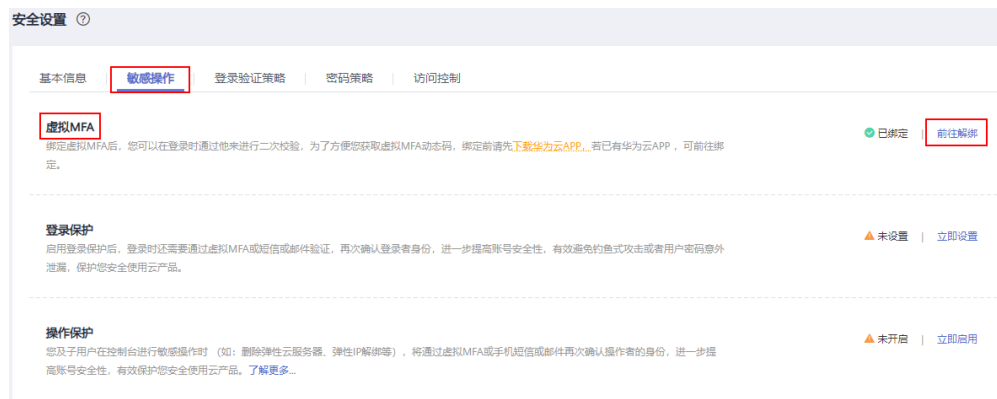 安全设置 ?
基本信息 | 敏感操作 | 登录验证策略 | 密码策略 | 访问控制
虚拟MFA
已绑定 | 前往解绑
绑定虚拟MFA后，您可以在登录时通过他来进行二次校验，为了方便您获取虚拟MFA动态码，绑定前请先下载华为云APP，若已有华为云APP ，可前往绑
定。
登录保护
未设置 | 立即设置
启用登录保护后，登录时还需要通过虚拟MFA或短信或邮件验证，再次确认登录者身份，进一步提高账号安全性，有效避免钓鱼式攻击或者用户密码意外
泄漏，保护您安全使用云产品。
操作保护
未开启 | 立即启用
您及子用户在控制台进行敏感操作时 （如：删除弹性云服务器、弹性IP解绑等），将通过虚拟MFA或手机短信或邮件再次确认操作者的身份，进一步提
高账号安全性，有效保护您安全使用云产品。了解更多...